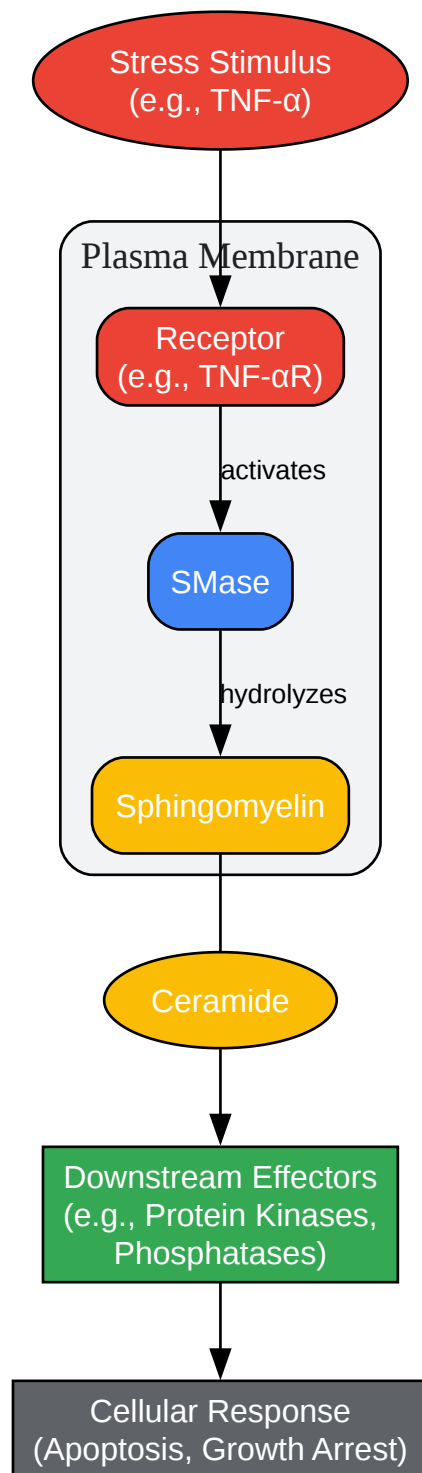 Stress Stimulus
(e.g., TNF-α)
Plasma Membrane
Receptor
(e.g., TNF-αR)
activates
SMase
hydrolyzes
Sphingomyelin
Ceramide
Downstream Effectors
(e.g., Protein Kinases,
Phosphatases)
Cellular Response
(Apoptosis, Growth Arrest)